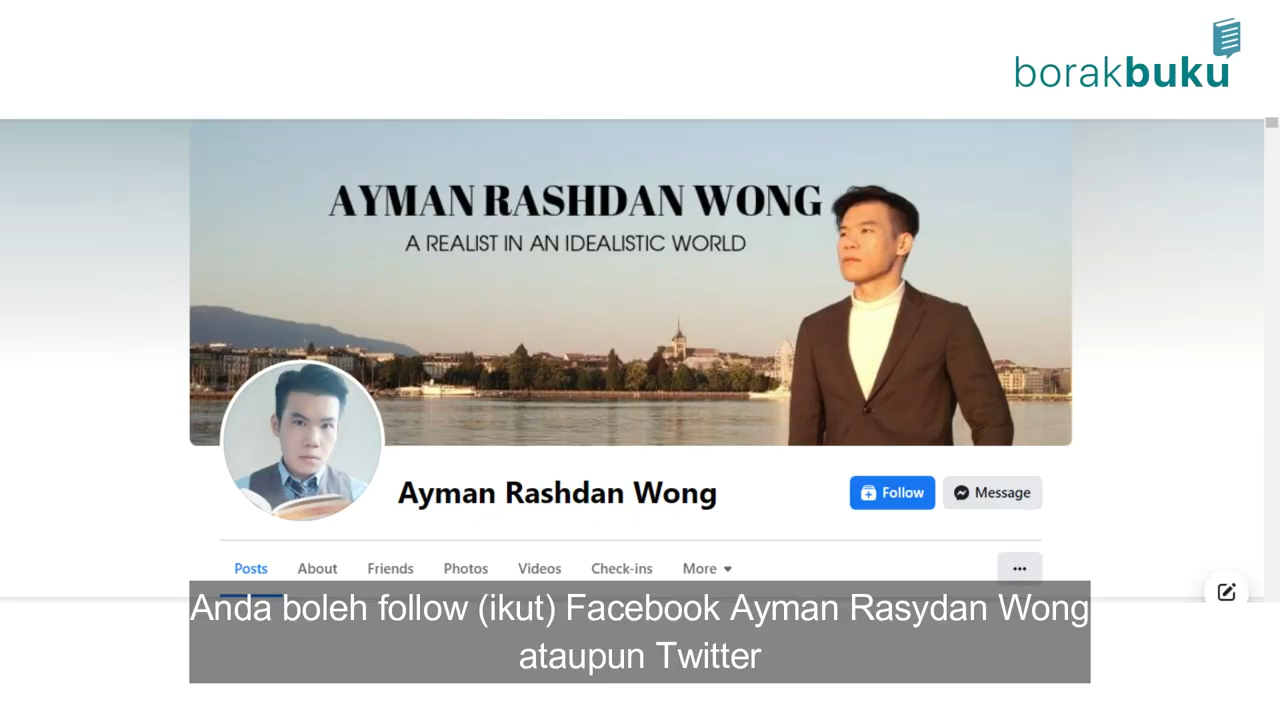 borakbuku
AYMAN RASHDAN WONG
A REALIST IN AN IDEALISTIC WORLD
Ayman Rashdan Wong
Follow
Message
Posts
About
Friends
Photos
Videos
Check-ins
More
Anda boleh follow (ikut) Facebook Ayman Rasydan Wong
ataupun Twitter